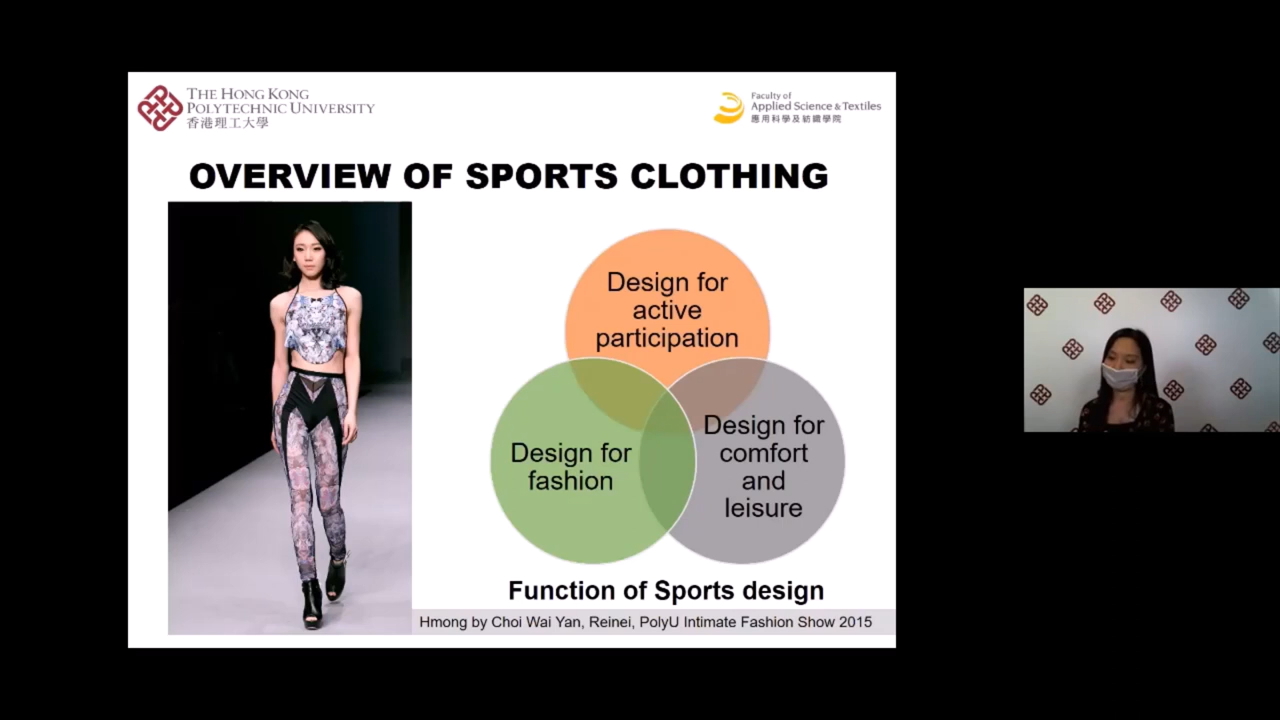 THE HONG KONG
POLYTECHNIC UNIVERSITY
香港理工大學
Faculty of
Applied Science & Textiles
應用科學及紡織學院
OVERVIEW OF SPORTS CLOTHING
Design for
active
participation
Design for
fashion
Design for
comfort
and
leisure
Function of Sports design
Hmong by Choi Wai Yan, Reinei, PolyU Intimate Fashion Show 2015